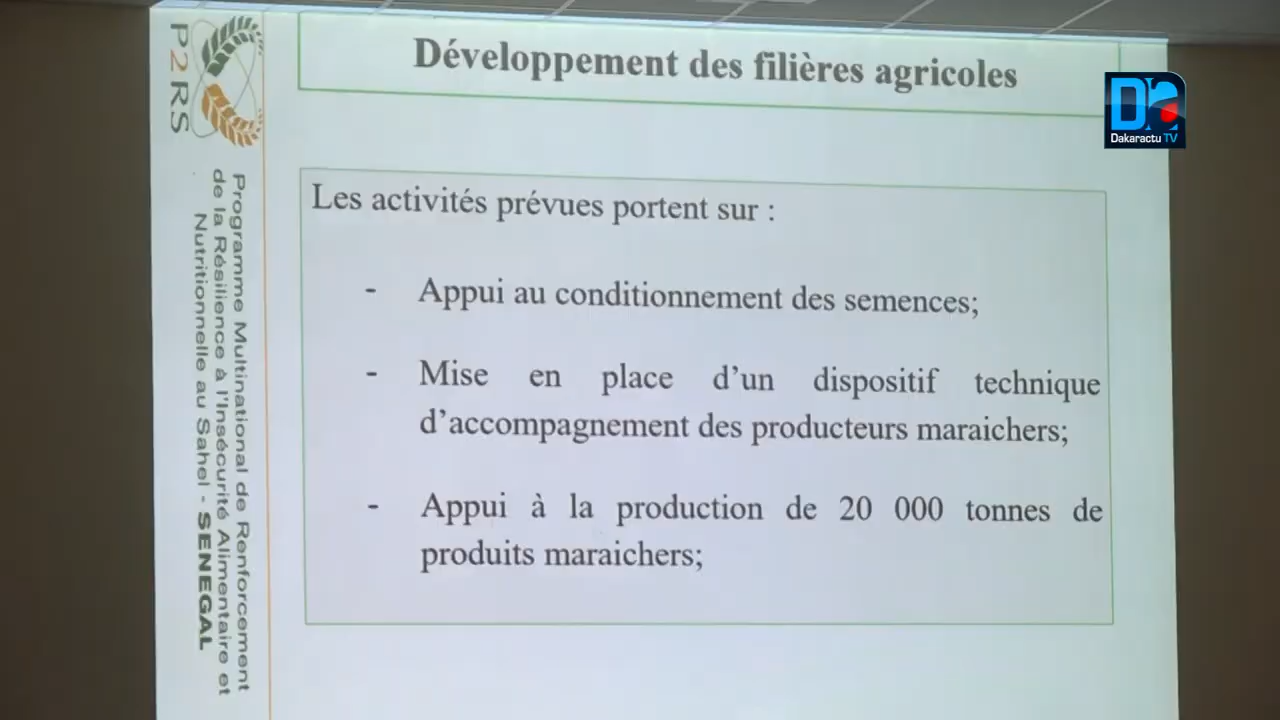 Développement des filières agricoles
Les activités prévues portent sur :
- Appui au conditionnement des semences;
- Mise en place d'un dispositif technique
d'accompagnement des producteurs maraichers;
- Appui à la production de 20 000 tonnes de
produits maraichers;
P2RS
Programme Multinational de Renforcement
de la Résilience à l'Insécurité Alimentaire et
Nutritionnelle au Sahel - SENEGAL
Dakaractu TV